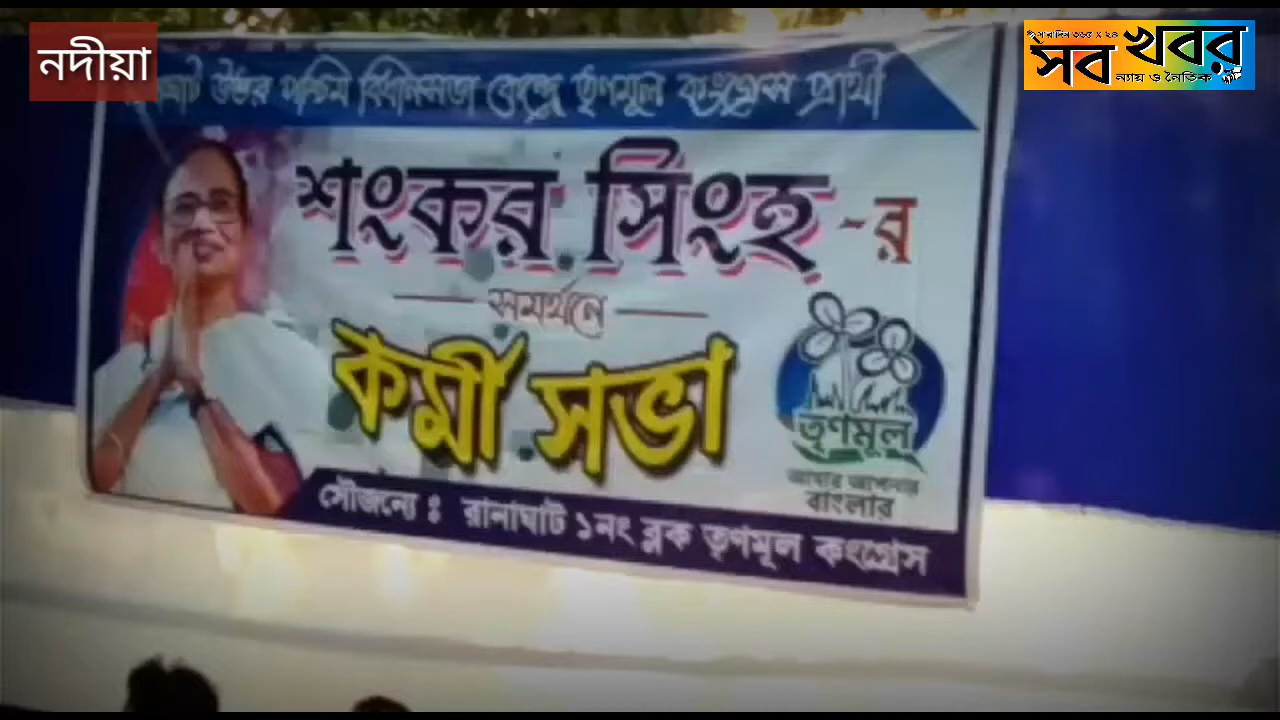 নদীয়া
সব খবর
ন্যায় ও নৈতিক
উত্তর পশ্চিম বিধানসভা কেন্দ্রে তৃণমূল কংগ্রেস প্রার্থী
শংকর সিংহ -র
সমর্থনে
কর্মী সভা
তৃণমূল
আমার আপনার
বাংলার
সৌজন্যে : রানাঘাট ১নং ব্লক তৃণমূল কংগ্রেস